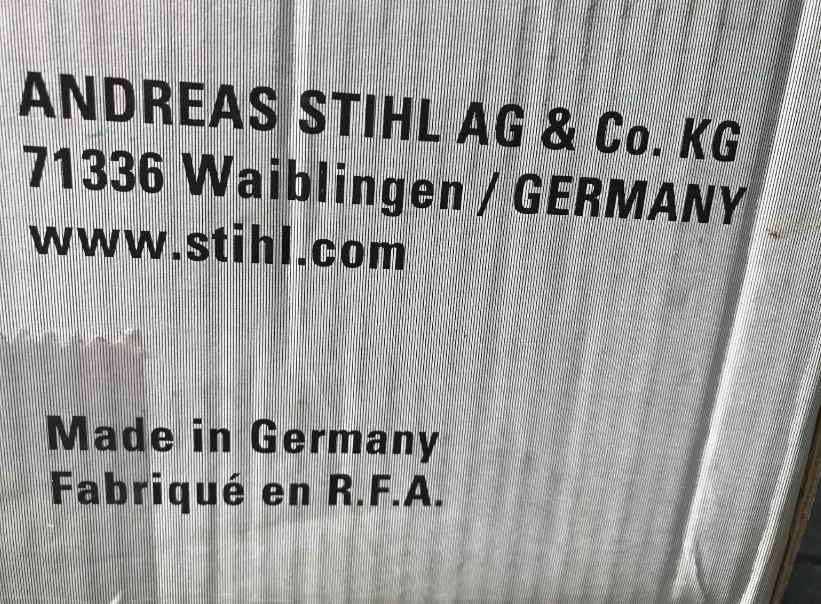 ANDREAS STIHL AG & Co. KG
71336 Waiblingen / GERMANY
www.stihl.com
Made in Germany
Fabriqué en R.F.A.